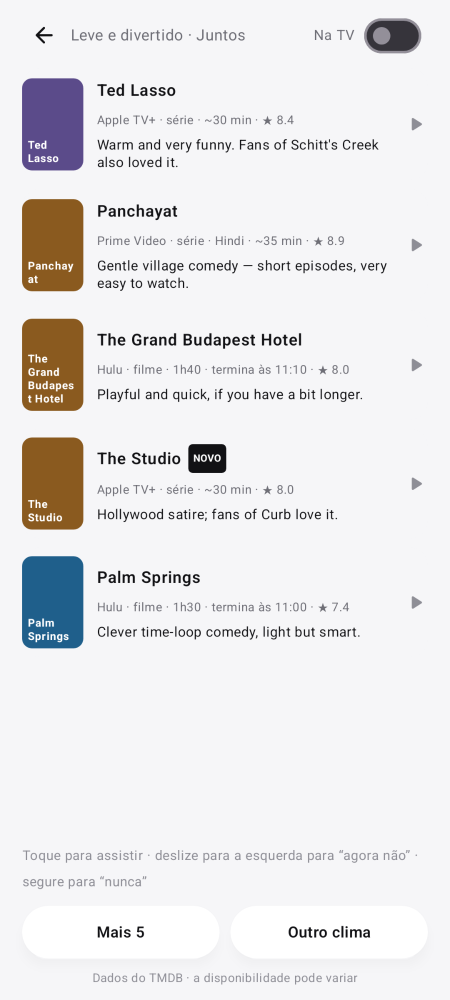 Leve e divertido · Juntos Na TV
Ted Lasso
Apple TV+ · série · ~30 min · ★ 8.4
Warm and very funny. Fans of Schitt's Creek
also loved it.
Ted
Lasso
Panchayat
Prime Video · série · Hindi · ~35 min · ★ 8.9
Gentle village comedy — short episodes, very
easy to watch.
Panchay
at
The Grand Budapest Hotel
Hulu · filme · 1h40 · termina às 11:10 · ★ 8.0
Playful and quick, if you have a bit longer.
The
Grand
Budapes
t Hotel
The Studio NOVO
Apple TV+ · série · ~30 min · ★ 8.0
Hollywood satire; fans of Curb love it.
The
Studio
Palm Springs
Hulu · filme · 1h30 · termina às 11:00 · ★ 7.4
Clever time-loop comedy, light but smart.
Palm
Springs
Toque para assistir · deslize para a esquerda para “agora não” ·
segure para “nunca”
Mais 5 Outro clima
Dados do TMDB · a disponibilidade pode variar